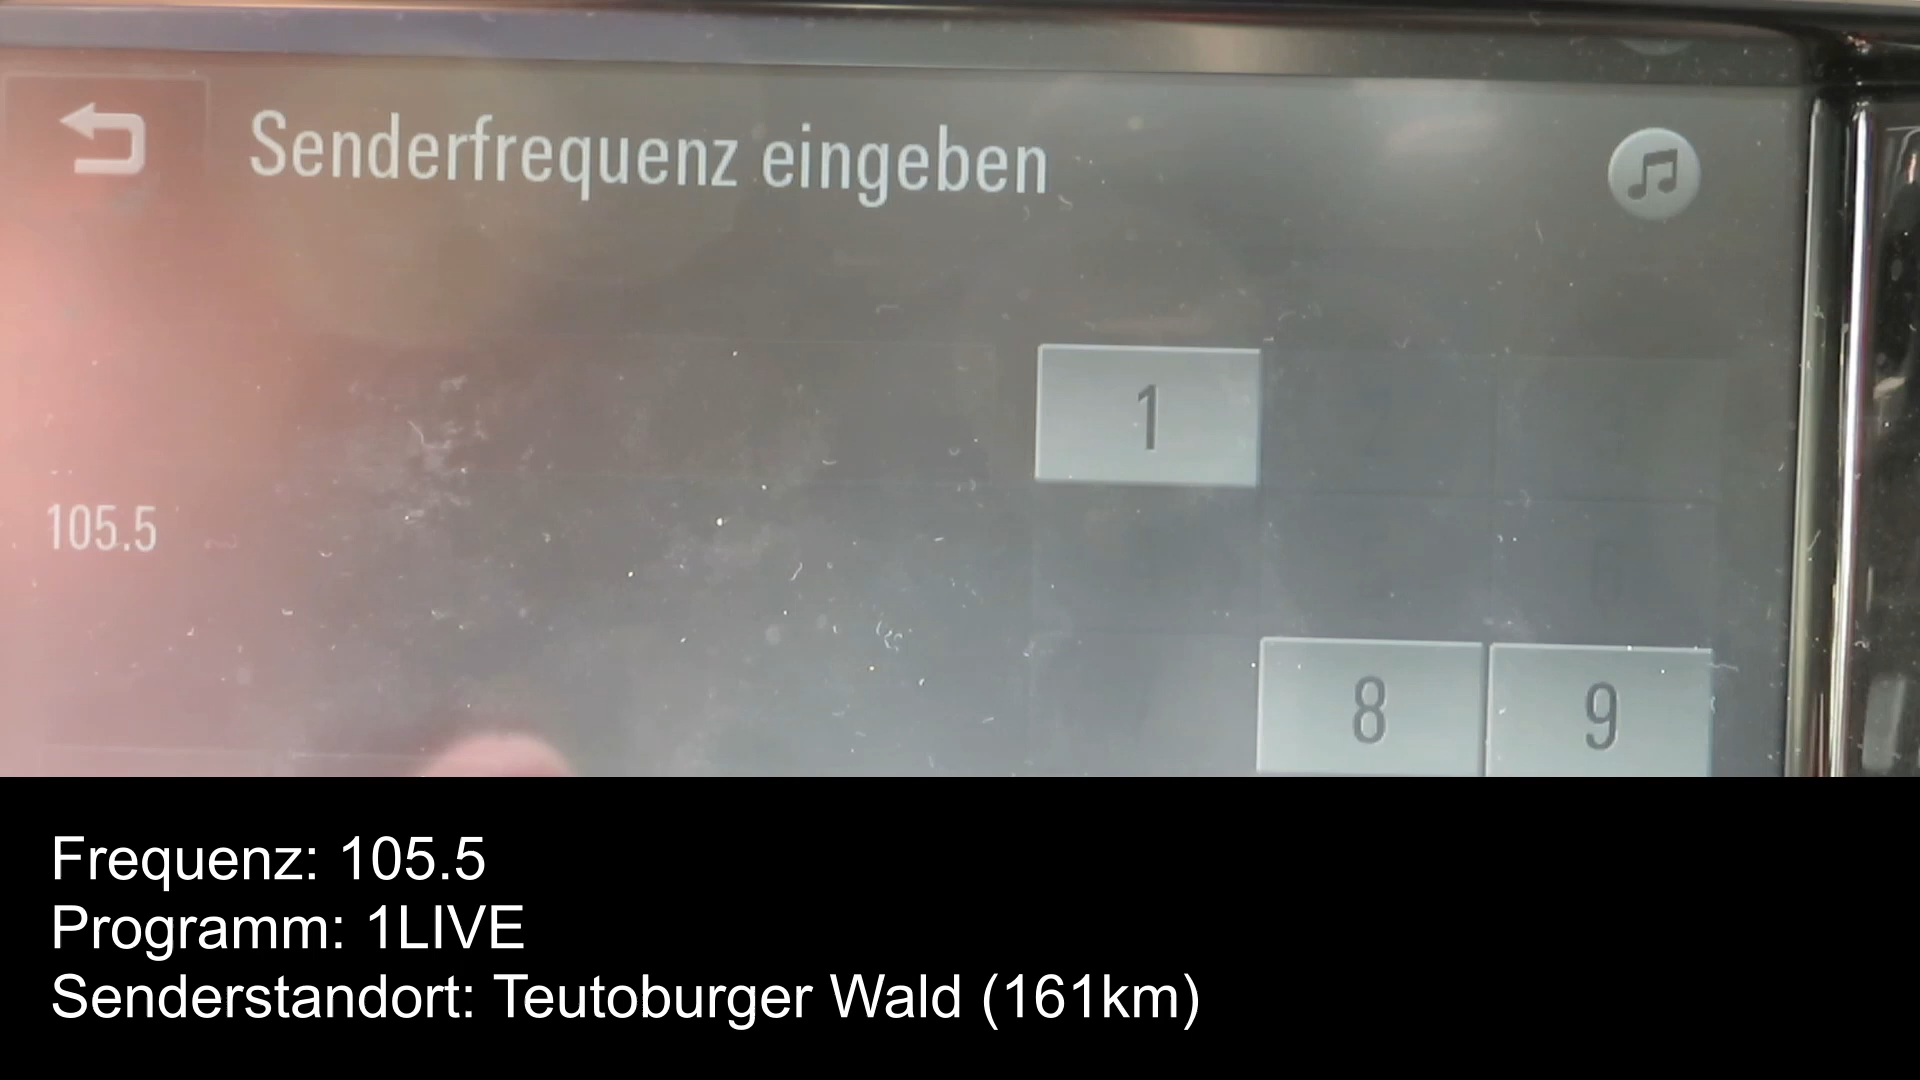 Senderfrequenz eingeben
1
105.5
8 9
Frequenz: 105.5
Programm: 1LIVE
Senderstandort: Teutoburger Wald (161km)